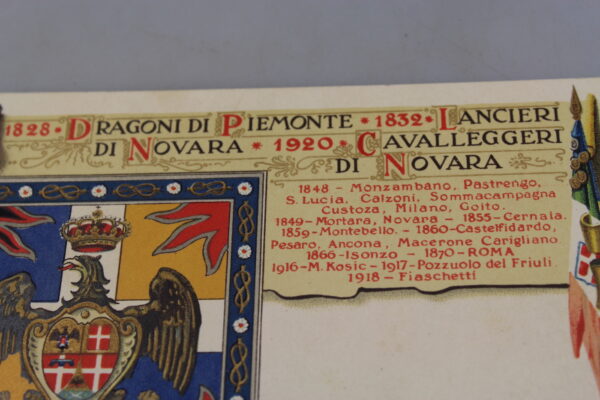 1828 • DRAGONI DI PIEMONTE * 1832 • LANCIERI
DI NOVARA * 1920 • CAVALLEGGERI
DI NOVARA
1848 - Monzambano, Pastrengo,
S. Lucia, Calzoni, Sommacampagna
Custoza, Milano, Goito.
1849 - Mortara, Novara - 1855 - Cernala.
1859 - Montebello. - 1860 - Castelfidardo,
Pesaro, Ancona, Macerone Carigliano
1866 - Isonzo - 1870 - ROMA
1916 - M. Kosic - 1917 - Pozzuolo del Friuli
1918 - Fiaschetti